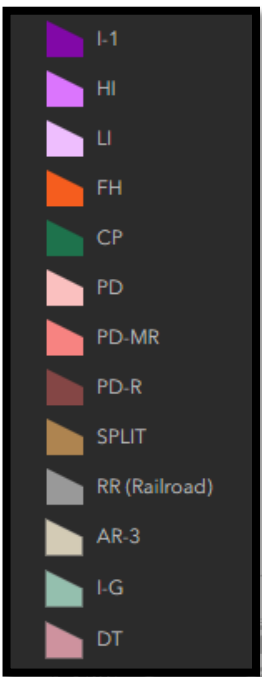 I-1
HI
LI
FH
CP
PD
PD-MR
PD-R
SPLIT
RR (Railroad)
AR-3
I-G
DT